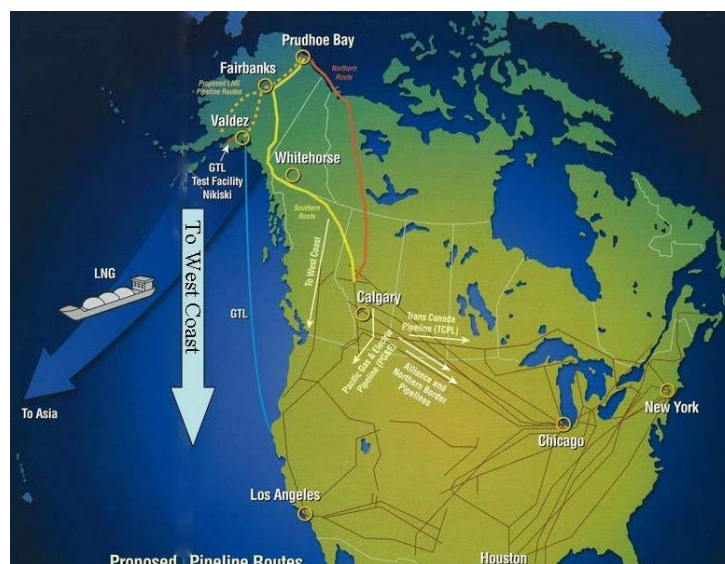 Prudhoe Bay
Fairbanks
Northern
Route
Proposed LNG
Pipeline Routes
Valdez
GTL
Test Facility
Nikiski
Whitehorse
Southern
Route
To West Coast
LNG
To West Coast
GTL
Calgary
Trans Canada
Pipeline (TCPL)
Pacific Gas & Electric
Pipeline (PG&E)
Alliance and
Northern Border
Pipelines
To Asia
New York
Chicago
Los Angeles
Proposed Pipeline Routes
Houston